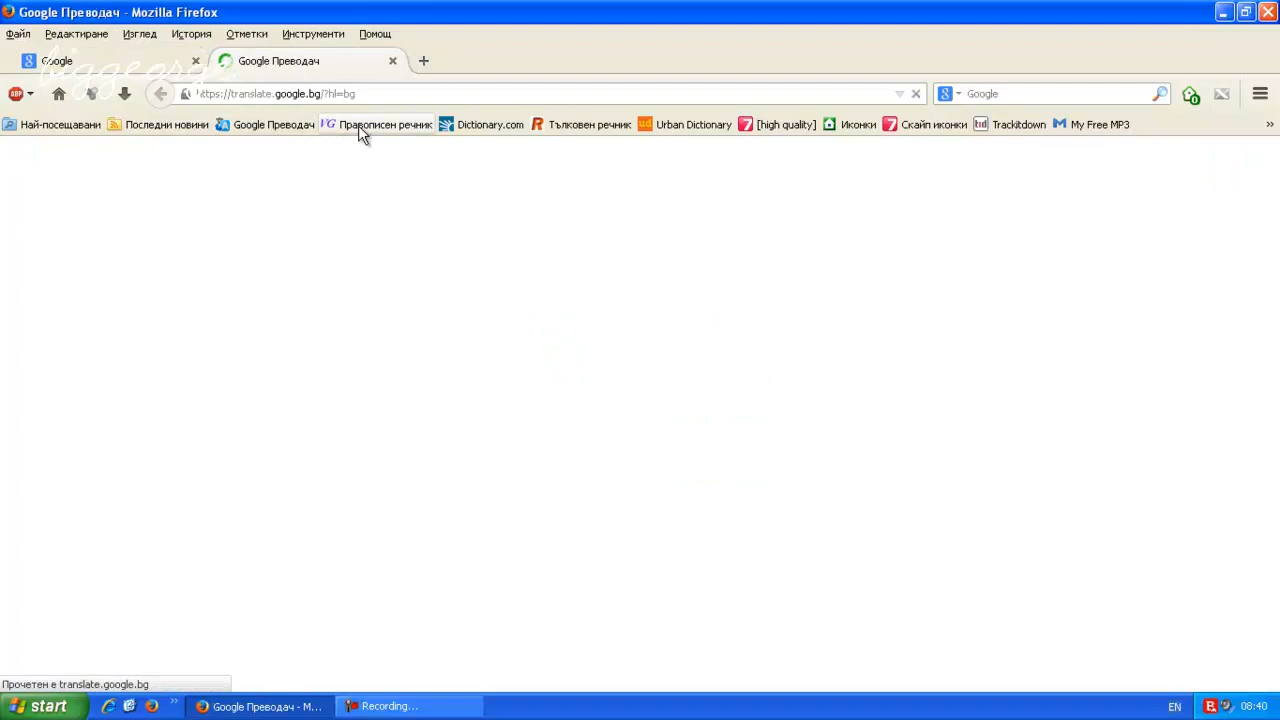 Google Преводач - Mozilla Firefox
Файл Редактиране Изглед История Отметки Инструменти Помощ
Google Google Преводач
ttps://translate.google.bg/?hl=bg Google
Най-посещавани Последни новини Google Преводач VG Правописен речник Dictionary.com Тълковен речник Urban Dictionary [high quality] Иконки Скайп иконки Trackitdown My Free MP3
Прочетен е translate.google.bg
start Google Преводач - M... Recording... EN 08:40